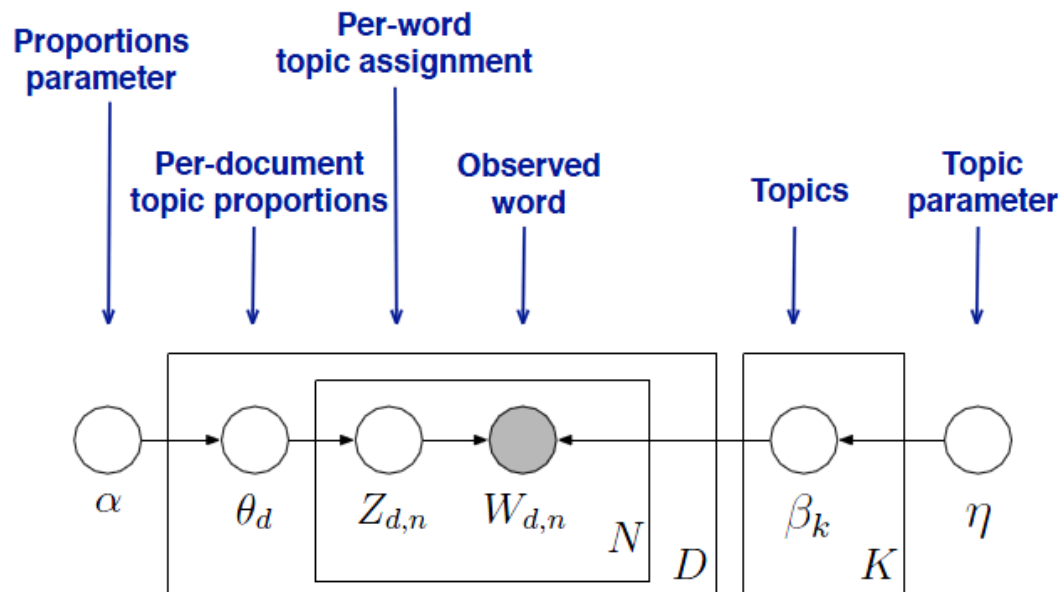 Proportions
parameter
Per-word
topic assignment
Per-document
topic proportions
Observed
word
Topics
Topic
parameter
α
θd
Zd,n
Wd,n
N
D
βk
K
η